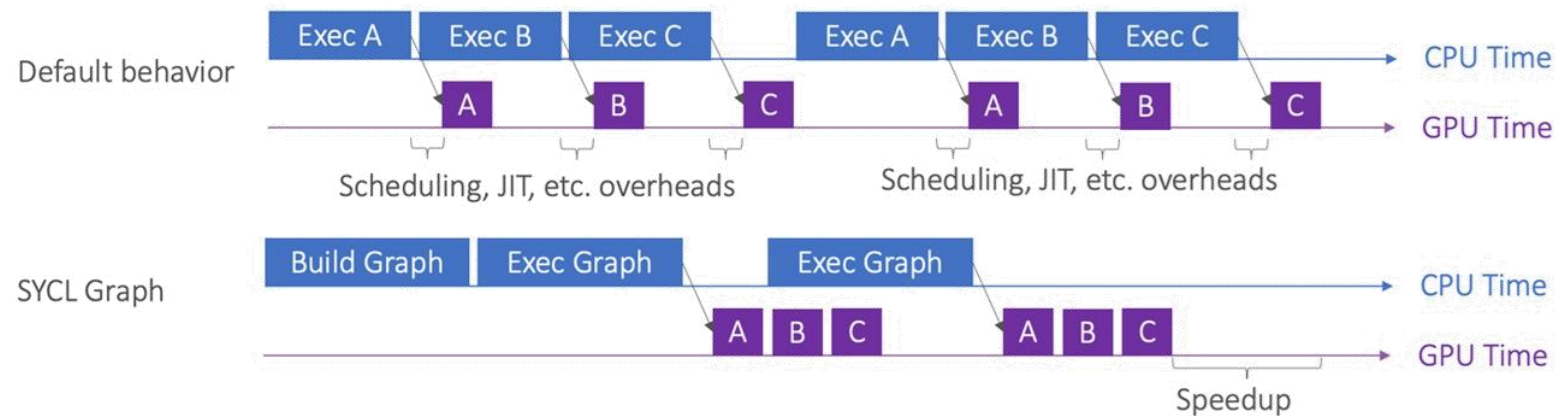 Exec A Exec B Exec C Exec A Exec B Exec C
CPU Time
Default behavior
A B C A B C
GPU Time
Scheduling, JIT, etc. overheads Scheduling, JIT, etc. overheads
Build Graph Exec Graph Exec Graph
CPU Time
SYCL Graph
A B C A B C
GPU Time
Speedup